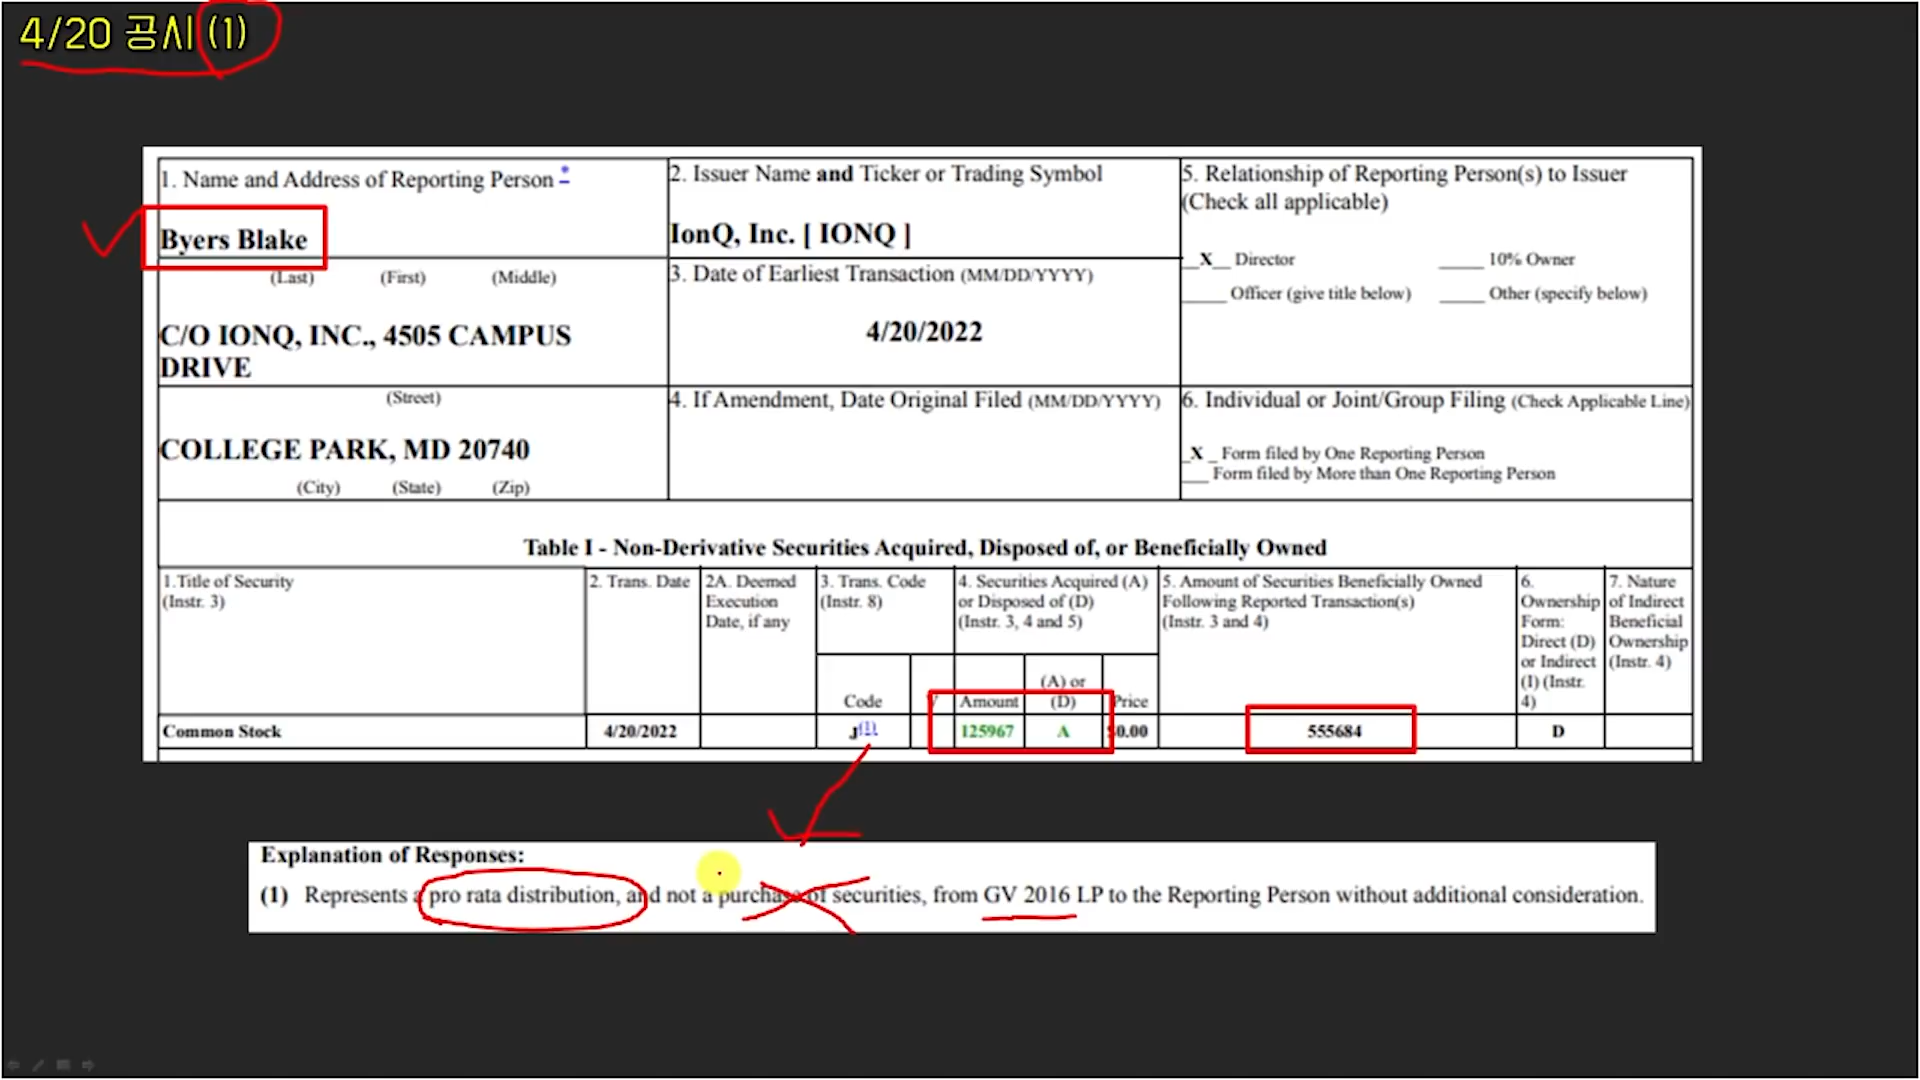 4/20 공시 (1)
1. Name and Address of Reporting Person *
Byers Blake
(Last) (First) (Middle)
C/O IONQ, INC., 4505 CAMPUS
DRIVE
(Street)
COLLEGE PARK, MD 20740
(City) (State) (Zip)
2. Issuer Name and Ticker or Trading Symbol
IonQ, Inc. [ IONQ ]
3. Date of Earliest Transaction (MM/DD/YYYY)
4/20/2022
4. If Amendment, Date Original Filed (MM/DD/YYYY)
5. Relationship of Reporting Person(s) to Issuer
(Check all applicable)
__X__ Director _____ 10% Owner
_____ Officer (give title below) _____ Other (specify below)
6. Individual or Joint/Group Filing (Check Applicable Line)
_X_ Form filed by One Reporting Person
___ Form filed by More than One Reporting Person
Table I - Non-Derivative Securities Acquired, Disposed of, or Beneficially Owned
1.Title of Security
(Instr. 3)
2. Trans. Date
2A. Deemed
Execution
Date, if any
3. Trans. Code
(Instr. 8)
4. Securities Acquired (A)
or Disposed of (D)
(Instr. 3, 4 and 5)
5. Amount of Securities Beneficially Owned
Following Reported Transaction(s)
(Instr. 3 and 4)
6.
Ownership
Form:
Direct (D)
or Indirect
(I) (Instr.
4)
7. Nature
of Indirect
Beneficial
Ownership
(Instr. 4)
Code V Amount (A) or
(D) Price
Common Stock 4/20/2022 J(1) 125967 A $0.00 555684 D
Explanation of Responses:
(1) Represents a pro rata distribution, and not a purchase of securities, from GV 2016 LP to the Reporting Person without additional consideration.